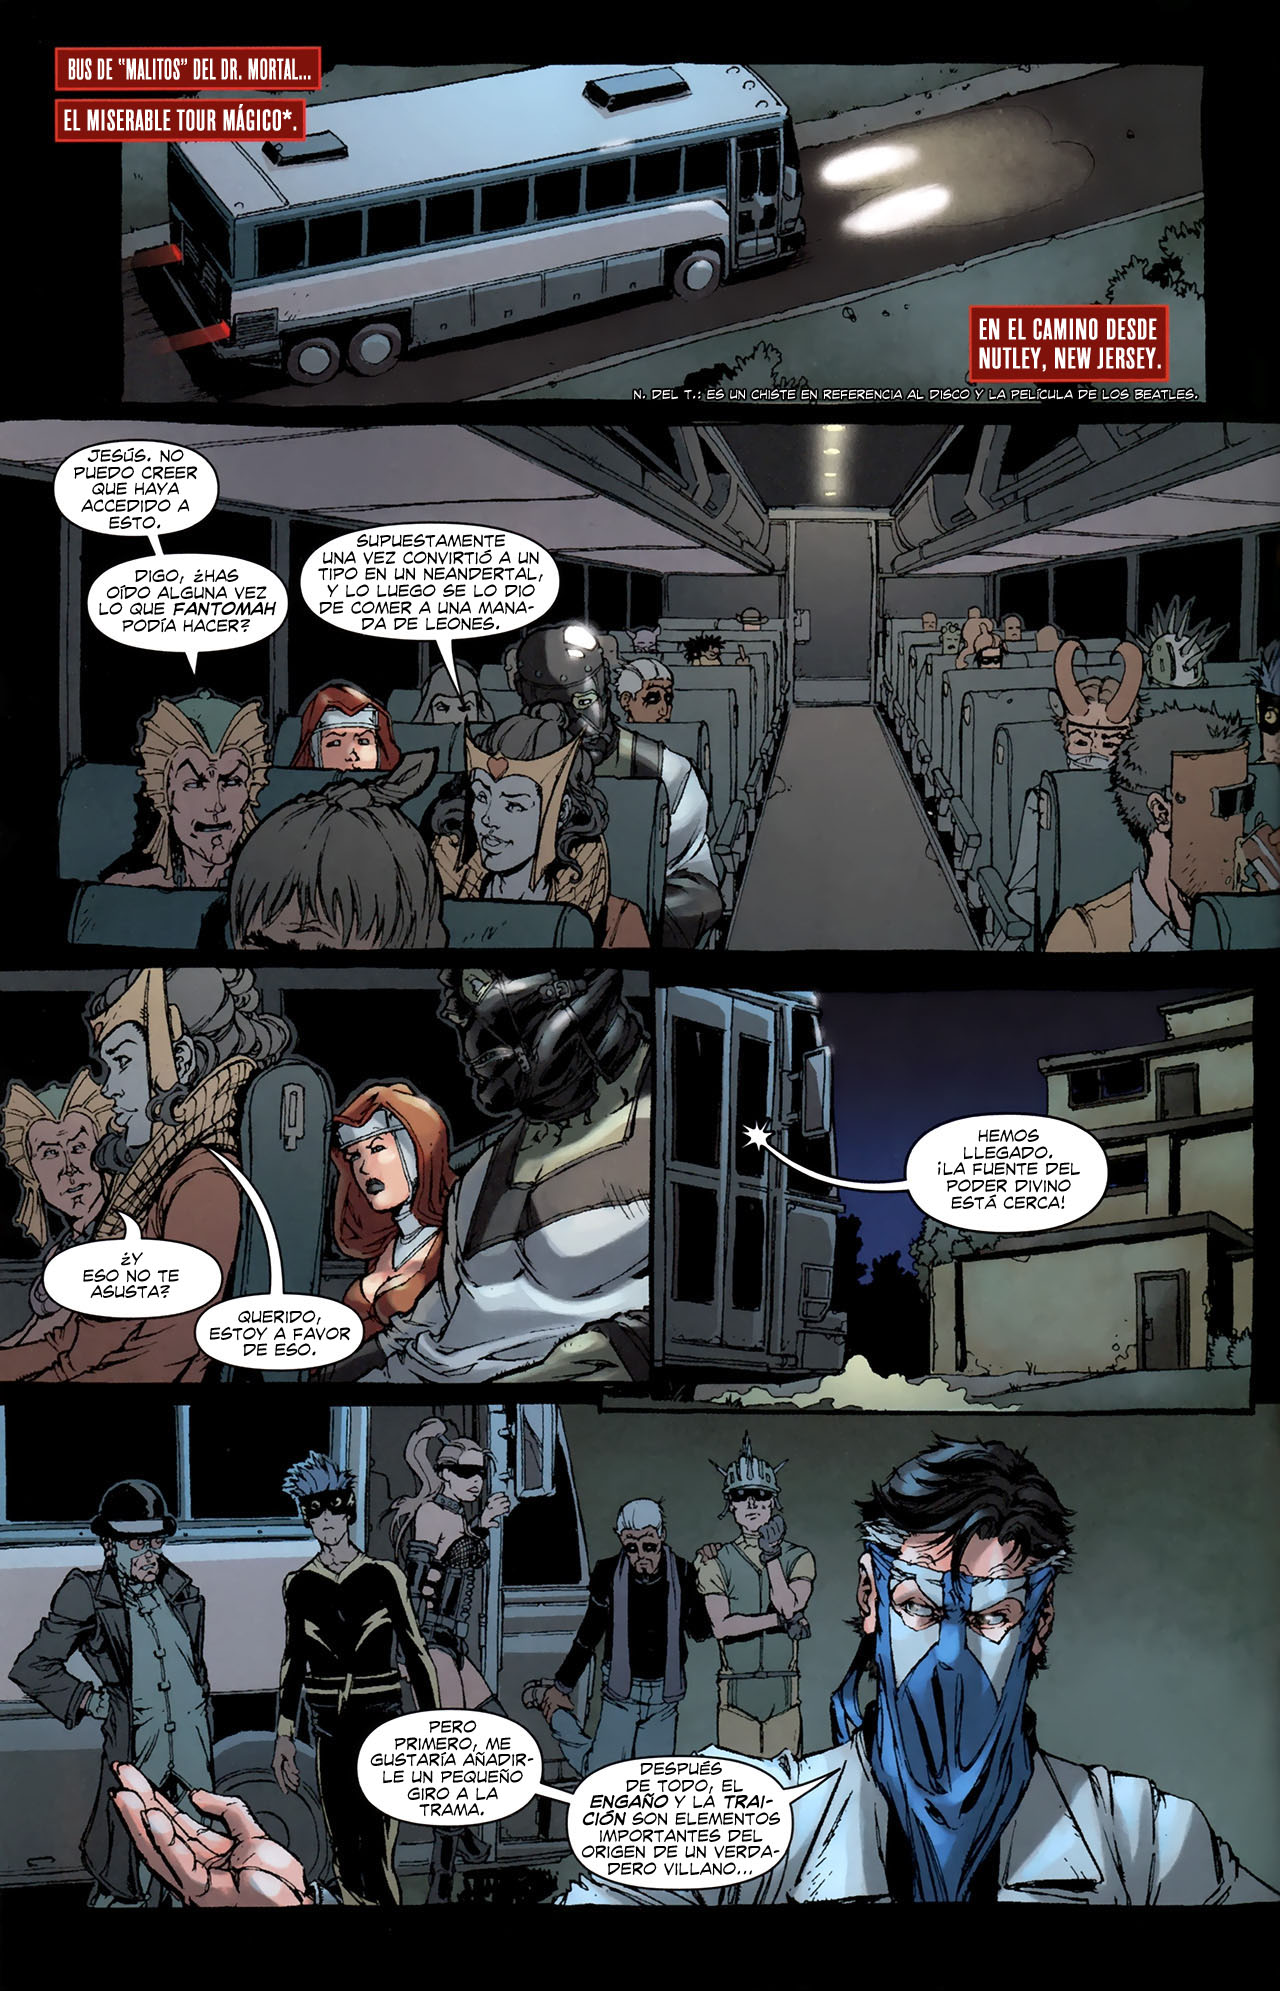 BUS DE "MALITOS" DEL DR. MORTAL...
EL MISERABLE TOUR MÁGICO*.
EN EL CAMINO DESDE
NUTLEY, NEW JERSEY.
N. DEL T.: ES UN CHISTE EN REFERENCIA AL DISCO Y LA PELÍCULA DE LOS BEATLES.
JESÚS. NO
PUEDO CREER
QUE HAYA
ACCEDIDO A
ESTO.
DIGO, ¿HAS
OÍDO ALGUNA VEZ
LO QUE FANTOMAH
PODÍA HACER?
SUPUESTAMENTE
UNA VEZ CONVIRTIÓ A UN
TIPO EN UN NEANDERTAL,
Y LO LUEGO SE LO DIO
DE COMER A UNA MANA-
DA DE LEONES.
¿Y
ESO NO TE
ASUSTA?
QUERIDO,
ESTOY A FAVOR
DE ESO.
HEMOS
LLEGADO.
¡LA FUENTE DEL
PODER DIVINO
ESTÁ CERCA!
PERO
PRIMERO, ME
GUSTARÍA AÑADIR-
LE UN PEQUEÑO
GIRO A LA
TRAMA.
DESPUÉS
DE TODO, EL
ENGAÑO Y LA TRAI-
CIÓN SON ELEMENTOS
IMPORTANTES DEL
ORIGEN DE UN VERDA-
DERO VILLANO...